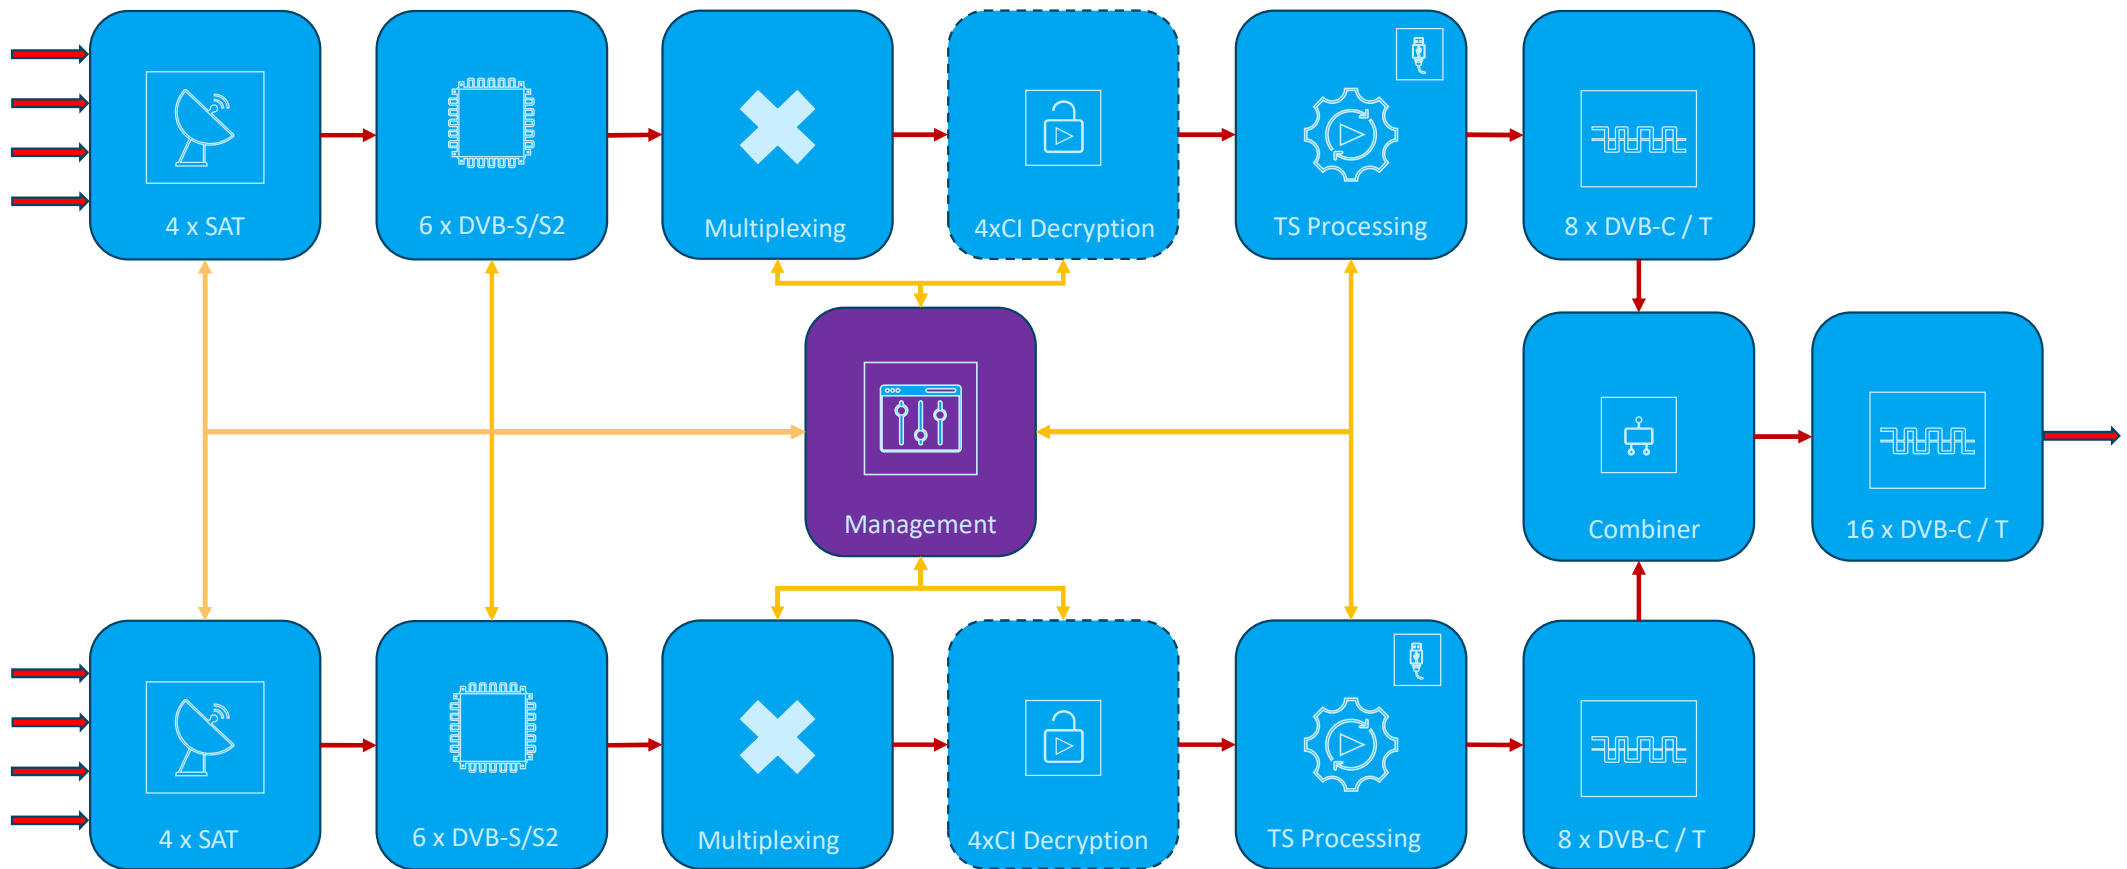 4 x SAT
6 x DVB-S/S2
Multiplexing
4xCI Decryption
TS Processing
8 x DVB-C / T
Management
Combiner
16 x DVB-C / T
4 x SAT
6 x DVB-S/S2
Multiplexing
4xCI Decryption
TS Processing
8 x DVB-C / T